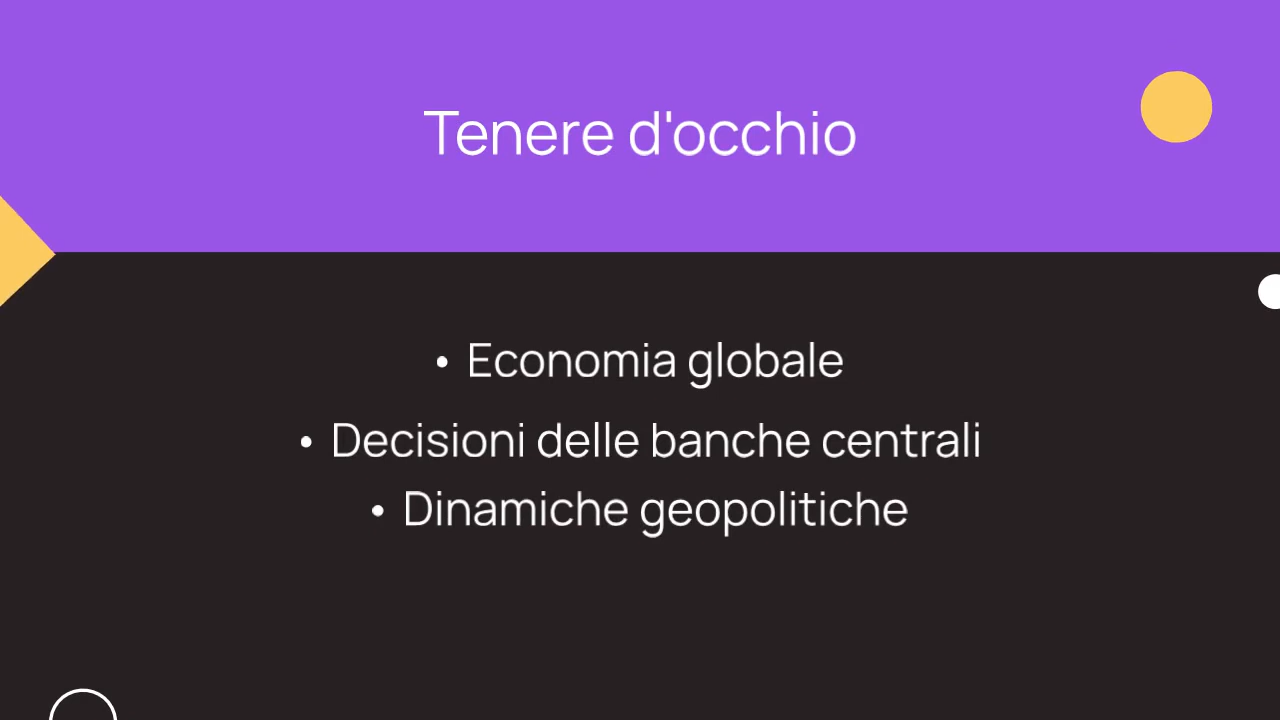 Tenere d'occhio
• Economia globale
• Decisioni delle banche centrali
• Dinamiche geopolitiche